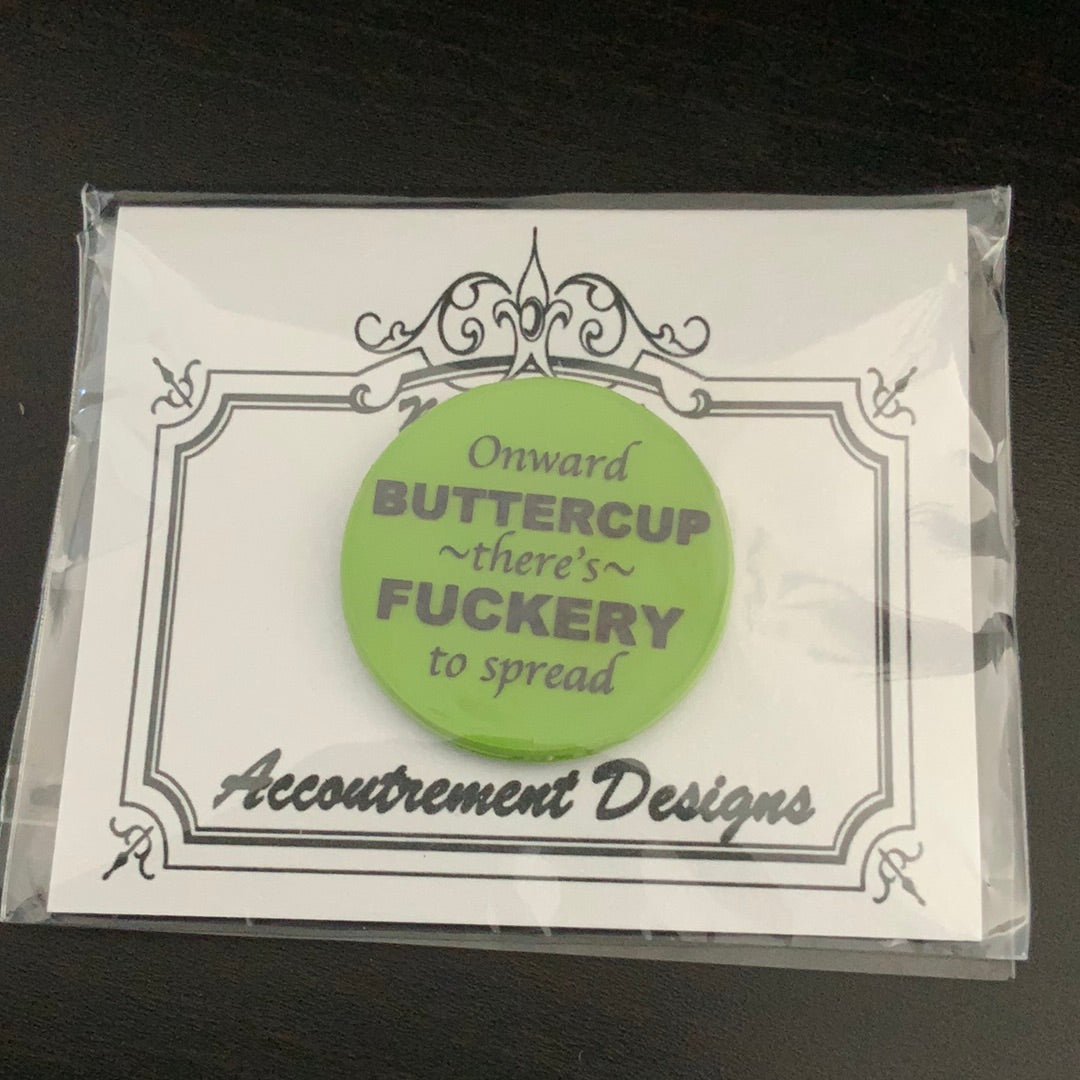 Onward
BUTTERCUP
~there's~
FUCKERY
to spread
Accoutrement Designs